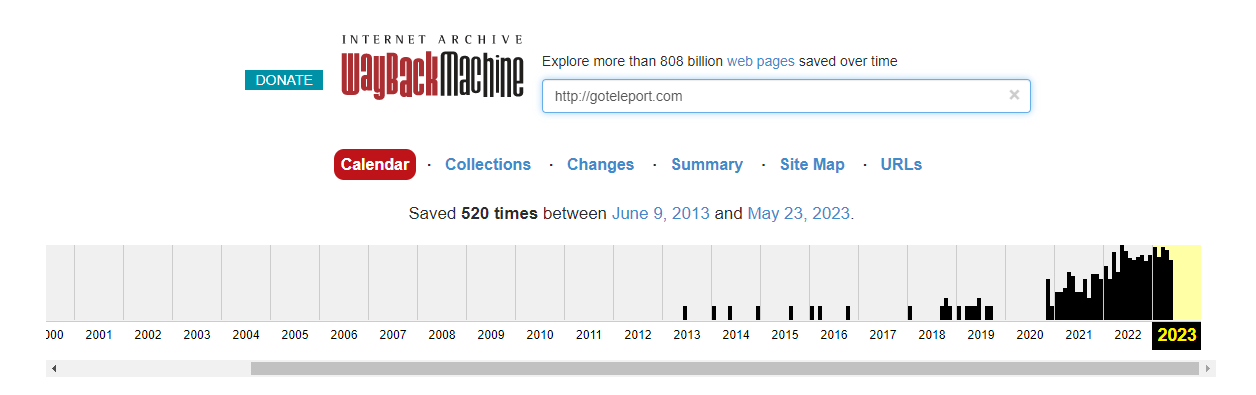 INTERNET ARCHIVE
DONATE
WayBackMachine
Explore more than 808 billion web pages saved over time
http://goteleport.com
×
Calendar · Collections · Changes · Summary · Site Map · URLs
Saved 520 times between June 9, 2013 and May 23, 2023.
000 2001 2002 2003 2004 2005 2006 2007 2008 2009 2010 2011 2012 2013 2014 2015 2016 2017 2018 2019 2020 2021 2022 2023